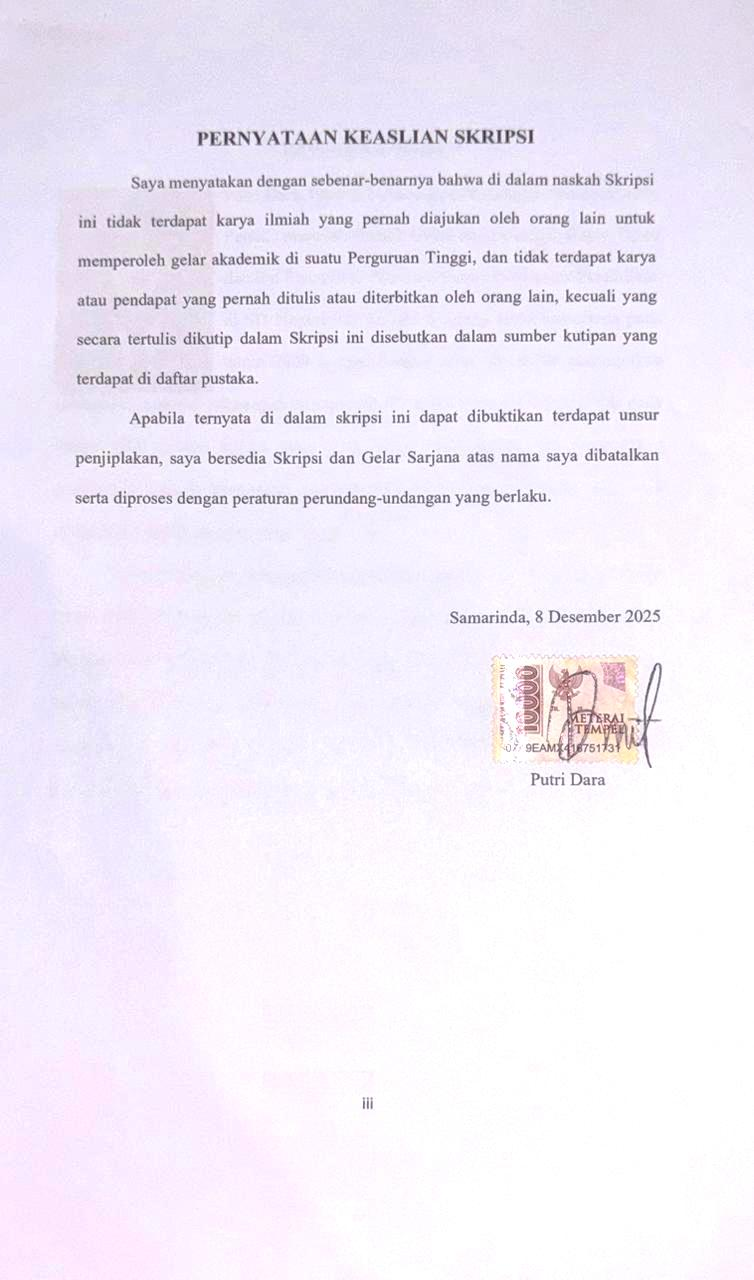 PERNYATAAN KEASLIAN SKRIPSI
Saya menyatakan dengan sebenar-benarnya bahwa di dalam naskah Skripsi
ini tidak terdapat karya ilmiah yang pernah diajukan oleh orang lain untuk
memperoleh gelar akademik di suatu Perguruan Tinggi, dan tidak terdapat karya
atau pendapat yang pernah ditulis atau diterbitkan oleh orang lain, kecuali yang
secara tertulis dikutip dalam Skripsi ini disebutkan dalam sumber kutipan yang
terdapat di daftar pustaka.
Apabila ternyata di dalam skripsi ini dapat dibuktikan terdapat unsur
penjiplakan, saya bersedia Skripsi dan Gelar Sarjana atas nama saya dibatalkan
serta diproses dengan peraturan perundang-undangan yang berlaku.
Samarinda, 8 Desember 2025
10000
METERAI
TEMPEL
9EAMX416751731
Putri Dara
iii